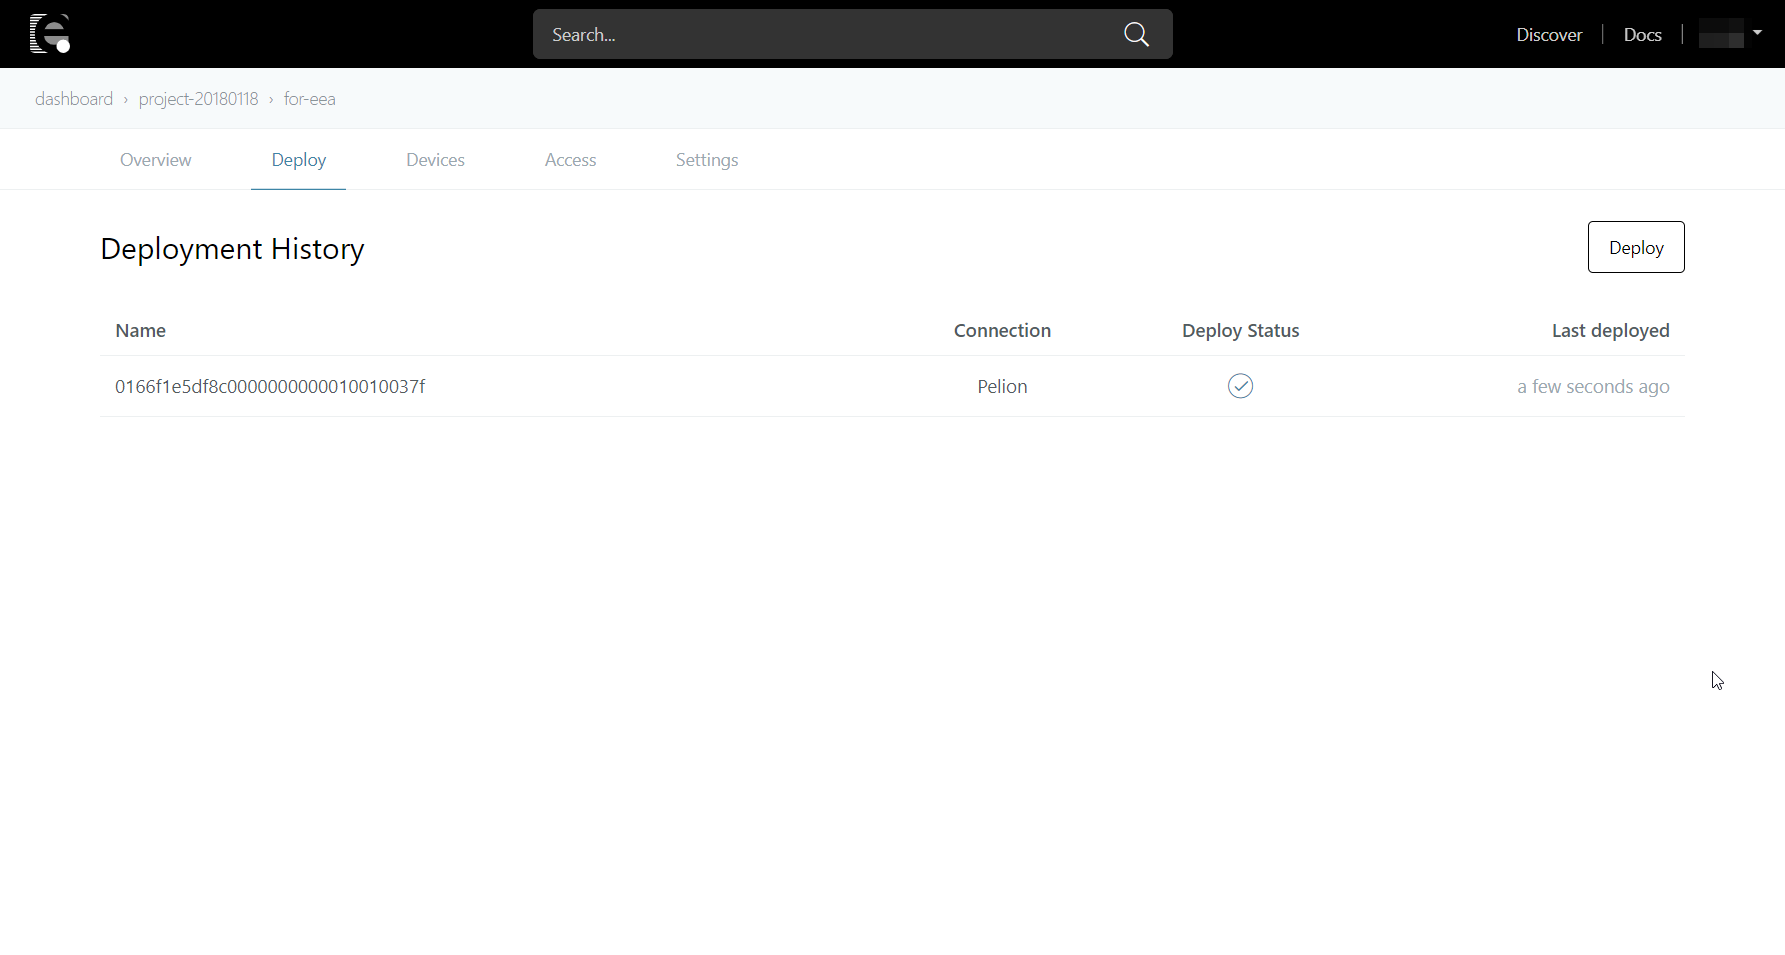 Search...
Discover
Docs
dashboard › project-20180118 › for-eea
Overview Deploy Devices Access Settings
Deployment History
Deploy
Name Connection Deploy Status Last deployed
0166f1e5df8c0000000000010010037f Pelion a few seconds ago